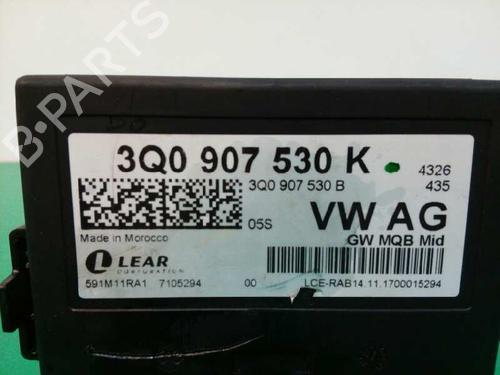 3Q0 907 530 K
4326
3Q0 907 530 B
435
05S
VW AG
Made in Morocco
GW MQB Mid
LEAR
CORPORATION
591M11RA1 7105294 00
LCE-RAB14.11.1700015294
B-PARTS